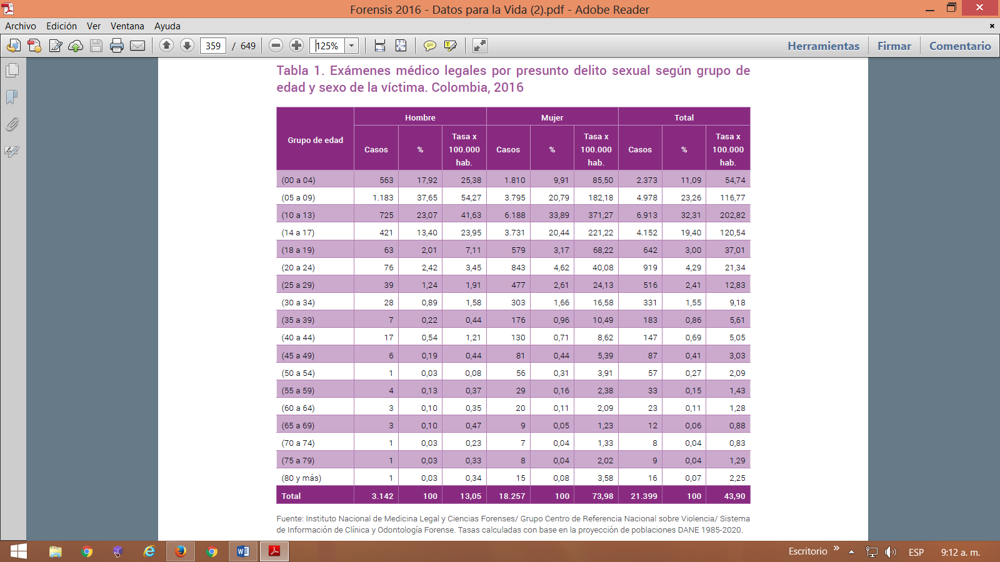 Forensis 2016 - Datos para la Vida (2).pdf - Adobe Reader
Archivo Edición Ver Ventana Ayuda
359 / 649 125% Herramientas Firmar Comentario
Tabla 1. Exámenes médico legales por presunto delito sexual según grupo de
edad y sexo de la víctima. Colombia, 2016
Grupo de edad Hombre Mujer Total
Casos % Tasa x 100.000 hab. Casos % Tasa x 100.000 hab. Casos % Tasa x 100.000 hab.
(00 a 04) 563 17,92 25,38 1.810 9,91 85,50 2.373 11,09 54,74
(05 a 09) 1.183 37,65 54,27 3.795 20,79 182,18 4.978 23,26 116,77
(10 a 13) 725 23,07 41,63 6.188 33,89 371,27 6.913 32,31 202,82
(14 a 17) 421 13,40 23,95 3.731 20,44 221,22 4.152 19,40 120,54
(18 a 19) 63 2,01 7,11 579 3,17 68,22 642 3,00 37,01
(20 a 24) 76 2,42 3,45 843 4,62 40,08 919 4,29 21,34
(25 a 29) 39 1,24 1,91 477 2,61 24,13 516 2,41 12,83
(30 a 34) 28 0,89 1,58 303 1,66 16,58 331 1,55 9,18
(35 a 39) 7 0,22 0,44 176 0,96 10,49 183 0,86 5,61
(40 a 44) 17 0,54 1,21 130 0,71 8,62 147 0,69 5,05
(45 a 49) 6 0,19 0,44 81 0,44 5,39 87 0,41 3,03
(50 a 54) 1 0,03 0,08 56 0,31 3,91 57 0,27 2,09
(55 a 59) 4 0,13 0,37 29 0,16 2,38 33 0,15 1,43
(60 a 64) 3 0,10 0,35 20 0,11 2,09 23 0,11 1,28
(65 a 69) 3 0,10 0,47 9 0,05 1,23 12 0,06 0,88
(70 a 74) 1 0,03 0,23 7 0,04 1,33 8 0,04 0,83
(75 a 79) 1 0,03 0,33 8 0,04 2,02 9 0,04 1,29
(80 y más) 1 0,03 0,34 15 0,08 3,58 16 0,07 2,25
Total 3.142 100 13,05 18.257 100 73,98 21.399 100 43,90
Fuente: Instituto Nacional de Medicina Legal y Ciencias Forenses/ Grupo Centro de Referencia Nacional sobre Violencia/ Sistema
de Información de Clínica y Odontología Forense. Tasas calculadas con base en la proyección de poblaciones DANE 1985-2020.
Escritorio » ESP 9:12 a. m.